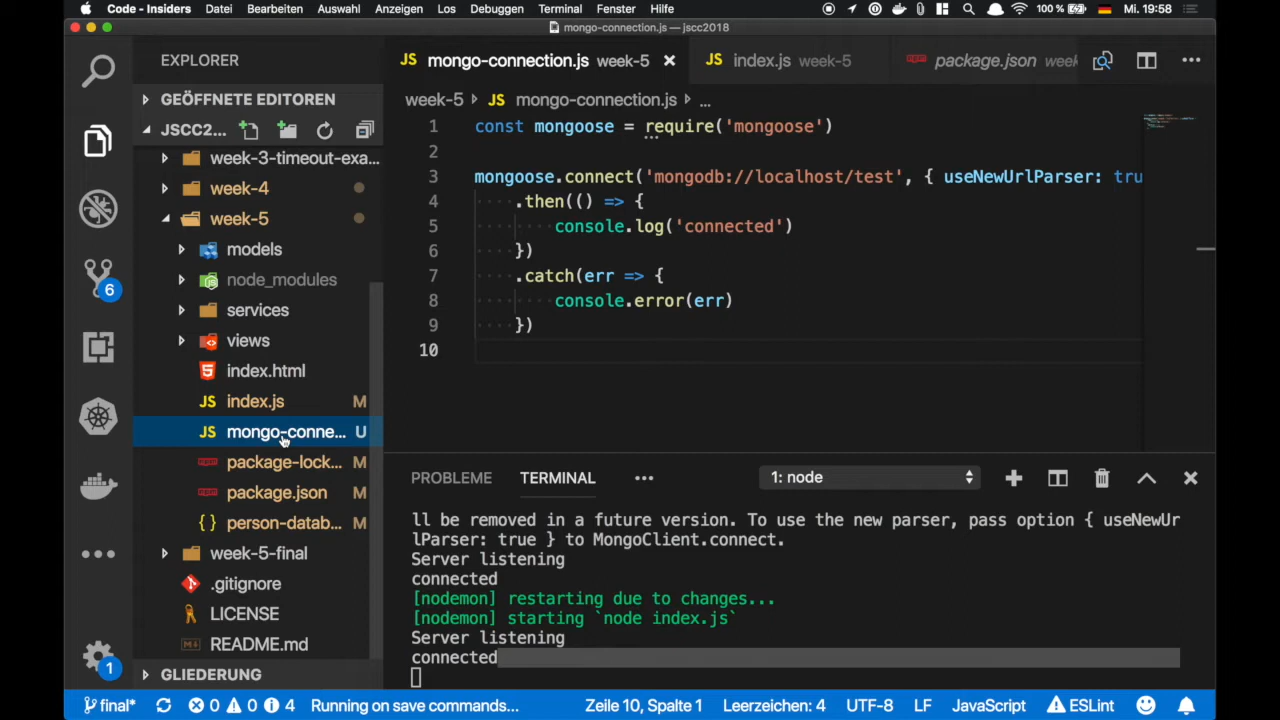 Code - Insiders Datei Bearbeiten Auswahl Anzeigen Los Debuggen Terminal Fenster Hilfe 100 % Mi. 19:58
mongo-connection.js — jscc2018
EXPLORER
GEÖFFNETE EDITOREN
JSCC2...
week-3-timeout-exa...
week-4
week-5
models
node_modules
services
views
index.html
index.js M
mongo-conne... U
package-lock... M
package.json M
person-datab... M
week-5-final
.gitignore
LICENSE
README.md
GLIEDERUNG
6
1
JS mongo-connection.js week-5 JS index.js week-5 package.json week
week-5 JS mongo-connection.js ...
1 const mongoose = require('mongoose')
2
3 mongoose.connect('mongodb://localhost/test', { useNewUrlParser: tru
4 .then(() => {
5 console.log('connected')
6 })
7 .catch(err => {
8 console.error(err)
9 })
10
PROBLEME TERMINAL ... 1: node
ll be removed in a future version. To use the new parser, pass option { useNewUr
lParser: true } to MongoClient.connect.
Server listening
connected
[nodemon] restarting due to changes...
[nodemon] starting `node index.js`
Server listening
connected
final* 0 0 4 Running on save commands... Zeile 10, Spalte 1 Leerzeichen: 4 UTF-8 LF JavaScript ESLint